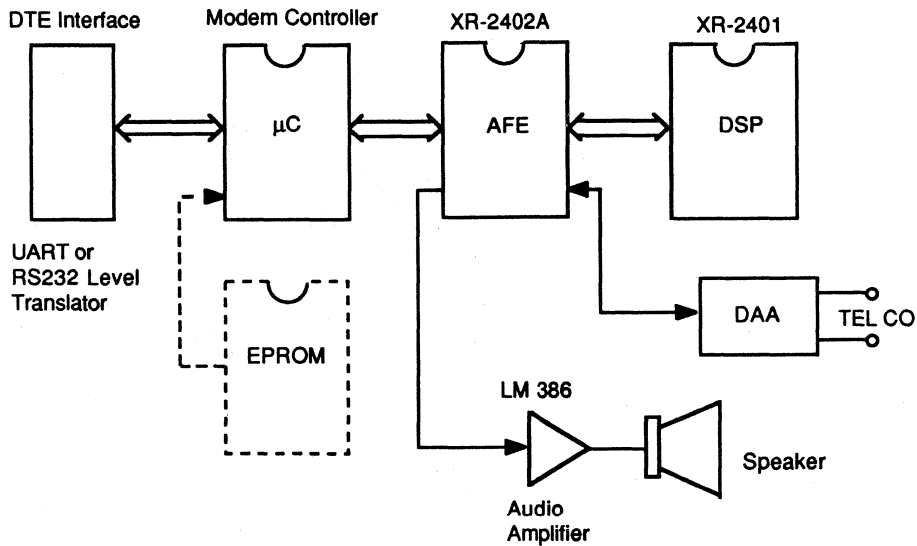 DTE Interface
Modem Controller
XR-2402A
XR-2401
µC
AFE
DSP
UART or
RS232 Level
Translator
EPROM
DAA
TEL CO
LM 386
Speaker
Audio
Amplifier